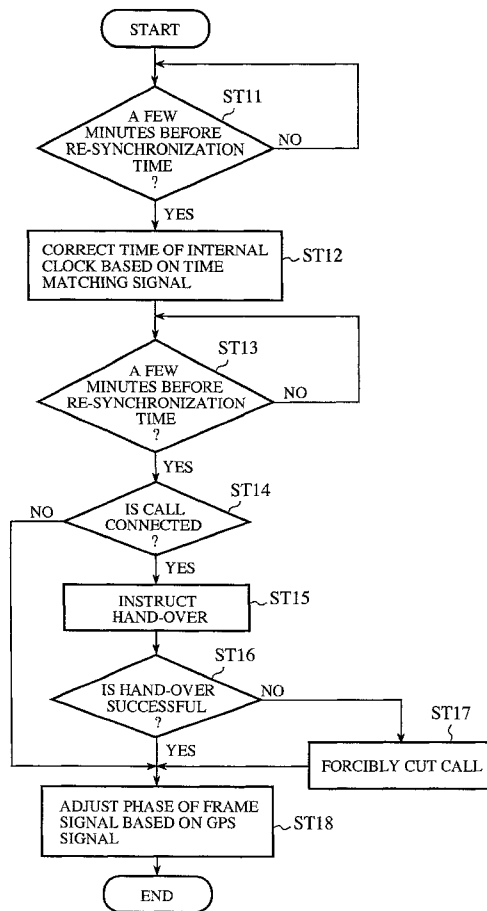 START
ST11
A FEW
MINUTES BEFORE
RE-SYNCHRONIZATION
TIME
?
NO
YES
CORRECT TIME OF INTERNAL
CLOCK BASED ON TIME
MATCHING SIGNAL
ST12
ST13
A FEW
MINUTES BEFORE
RE-SYNCHRONIZATION
TIME
?
NO
YES
ST14
NO
IS CALL
CONNECTED
?
YES
INSTRUCT
HAND-OVER
ST15
ST16
IS HAND-OVER
SUCCESSFUL
?
NO
YES
ST17
FORCIBLY CUT CALL
ADJUST PHASE OF FRAME
SIGNAL BASED ON GPS
SIGNAL
ST18
END